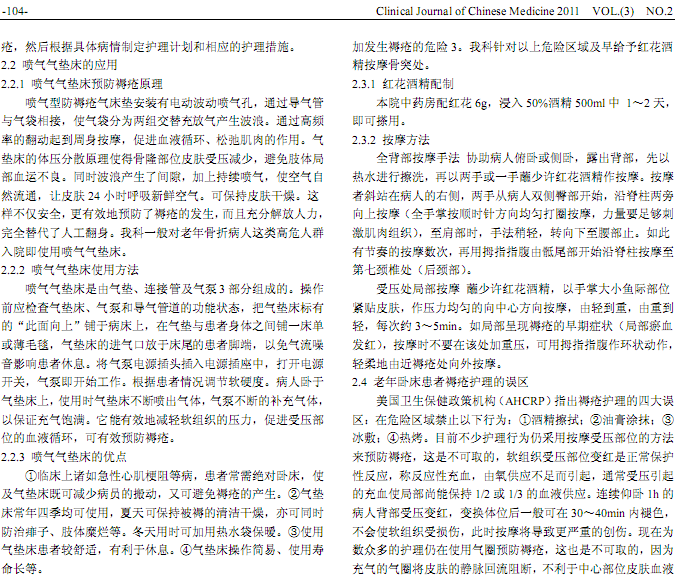 -104-
Clinical Journal of Chinese Medicine 2011 VOL.(3) NO.2
疮，然后根据具体病情制定护理计划和相应的护理措施。
2.2 喷气气垫床的应用
2.2.1 喷气气垫床预防褥疮原理
喷气型防褥疮气床垫安装有电动波动喷气孔，通过导气管
与气袋相接，使气袋分为两组交替充放气产生波浪。通过高频
率的翻动起到周身按摩，促进血液循环、松弛肌肉的作用。气
垫床的体压分散原理使得骨隆部位皮肤受压减少，避免肢体局
部血运不良。同时波浪产生了间隙，加上持续喷气，使空气自
然流通，让皮肤 24 小时呼吸新鲜空气。可保持皮肤干燥。这
样不仅安全，更有效地预防了褥疮的发生，而且充分解放人力，
完全替代了人工翻身。我科一般对老年骨折病人这类高危人群
入院即使用喷气气垫床。
2.2.2 喷气气垫床使用方法
喷气气垫床是由气垫、连接管及气泵 3 部分组成的。操作
前应检查气垫床、气泵和导气管道的功能状态，把气垫床标有
的“此面向上”铺于病床上，在气垫与患者身体之间铺一床单
或薄毛毯，气垫床的进气口放于床尾的患者脚端，以免气流噪
音影响患者休息。将气泵电源插头插入电源插座中，打开电源
开关，气泵即开始工作。根据患者情况调节软硬度。病人卧于
气垫床上，使用时气垫床不断喷出气体，气泵不断的补充气体，
以保证充气饱满。它能有效地减轻软组织的压力，促进受压部
位的血液循环，可有效预防褥疮。
2.2.3 喷气气垫床的优点
①临床上诸如急性心肌梗阻等病，患者常需绝对卧床，使
及气垫床既可减少病员的搬动，又可避免褥疮的产生。②气垫
床常年四季均可使用，夏天可保持被褥的清洁干燥，亦可同时
防治痱子、肢体糜烂等。冬天用时可加用热水袋保暖。③使用
气垫床患者较舒适，有利于休息。④气垫床操作简易、使用寿
命长等。
加发生褥疮的危险 3。我科针对以上危险区域及早给予红花酒
精按摩骨突处。
2.3.1 红花酒精配制
本院中药房配红花 6g，浸入 50%酒精 500ml 中 1～2 天，
即可擦用。
2.3.2 按摩方法
全背部按摩手法 协助病人俯卧或侧卧，露出背部，先以
热水进行擦洗，再以两手或一手蘸少许红花酒精作按摩。按摩
者斜站在病人的右侧，两手从病人双侧臀部开始，沿脊柱两旁
向上按摩（全手掌按顺时针方向均匀打圈按摩，力量要足够刺
激肌肉组织），至肩部时，手法稍轻，转向下至腰部止。如此
有节奏的按摩数次，再用拇指指腹由骶尾部开始沿脊柱按摩至
第七颈椎处（后颈部）。
受压处局部按摩 蘸少许红花酒精，以手掌大小鱼际部位
紧贴皮肤，作压力均匀的向中心方向按摩，由轻到重，由重到
轻，每次约 3～5min。如局部呈现褥疮的早期症状（局部瘀血
发红），按摩时不要在该处加重压，可用拇指指腹作环状动作，
轻柔地由近褥疮处向外按摩。
2.4 老年卧床患者褥疮护理的误区
美国卫生保健政策机构（AHCRP）指出褥疮护理的四大误
区：在危险区域禁止以下行为：①酒精擦拭；②油膏涂抹；③
冰敷；④热烤。目前不少护理行为仍采用按摩受压部位的方法
来预防褥疮，这是不可取的，软组织受压部位变红是正常保护
性反应，称反应性充血，由氧供应不足而引起，通常受压引起
的充血使局部尚能保持 1/2 或 1/3 的血液供应。连续仰卧 1h 的
病人背部受压变红，变换体位后一般可在 30～40min 内褪色，
不会使软组织受损伤，此时按摩将导致更严重的创伤。现在为
数众多的护理仍在使用气圈预防褥疮，这也是不可取的，因为
充气的气圈将皮肤的静脉回流阻断，不利于中心部位皮肤血液